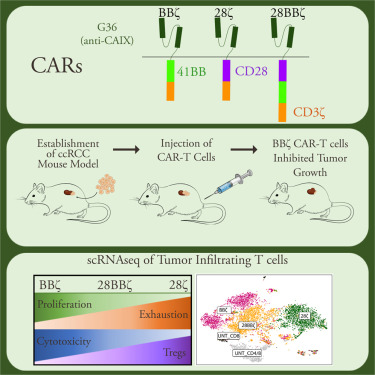 BBζ 28ζ 28BBζ
G36
(anti-CAIX)
CARs
41BB
CD28
CD3ζ
Establishment
of ccRCC
Mouse Model
Injection of
CAR-T Cells
BBζ CAR-T cells
Inhibited Tumor
Growth
scRNAseq of Tumor Infiltrating T cells
BBζ 28BBζ 28ζ
Proliferation
Exhaustion
Cytotoxicity
Tregs
BBζ
28ζ
28BBζ
UNT_CD8
UNT_CD4/8